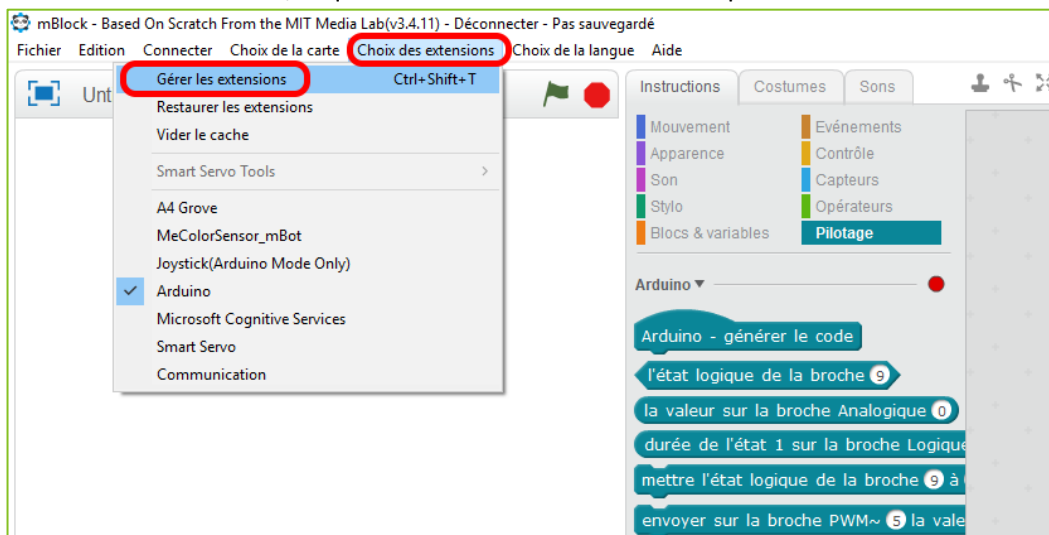 mBlock - Based On Scratch From the MIT Media Lab(v3.4.11) - Déconnecter - Pas sauvegardé
Fichier Edition Connecter Choix de la carte Choix des extensions Choix de la langue Aide
Gérer les extensions Ctrl+Shift+T
Restaurer les extensions
Vider le cache
Smart Servo Tools
A4 Grove
MeColorSensor_mBot
Joystick(Arduino Mode Only)
Arduino
Microsoft Cognitive Services
Smart Servo
Communication
Unt
Instructions Costumes Sons
Mouvement Evénements
Apparence Contrôle
Son Capteurs
Stylo Opérateurs
Blocs & variables Pilotage
Arduino
Arduino - générer le code
l'état logique de la broche 9
la valeur sur la broche Analogique 0
durée de l'état 1 sur la broche Logique
mettre l'état logique de la broche 9 à
envoyer sur la broche PWM~ 5 la vale